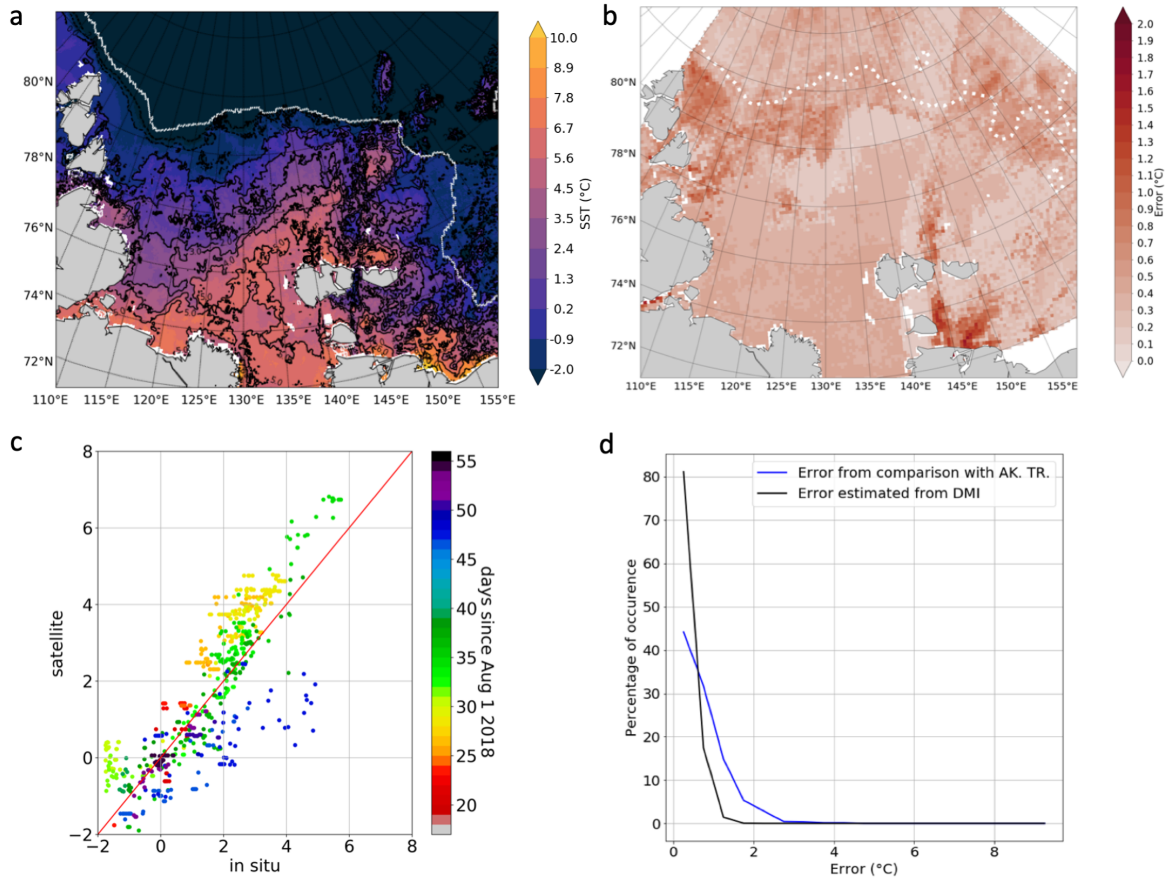 a
80°N
78°N
76°N
74°N
72°N
110°E 115°E 120°E 125°E 130°E 135°E 140°E 145°E 150°E 155°E
10.0
8.9
7.8
6.7
5.6
4.5
3.4
2.4
1.3
0.2
-0.9
-2.0
SST (°C)
b
80°N
78°N
76°N
74°N
72°N
110°E 115°E 120°E 125°E 130°E 135°E 140°E 145°E 150°E 155°E
2.0
1.9
1.8
1.7
1.6
1.5
1.4
1.3
1.2
1.1
1.0
0.9
0.8
0.7
0.6
0.5
0.4
0.3
0.2
0.1
0.0
Error (°C)
c
8
6
4
2
0
−2
−2 0 2 4 6 8
satellite
in situ
55
50
45
40
35
30
25
20
days since Aug 1 2018
d
Error from comparison with AK. TR.
Error estimated from DMI
80
70
60
50
40
30
20
10
0
0 2 4 6 8
Percentage of occurence
Error (°C)